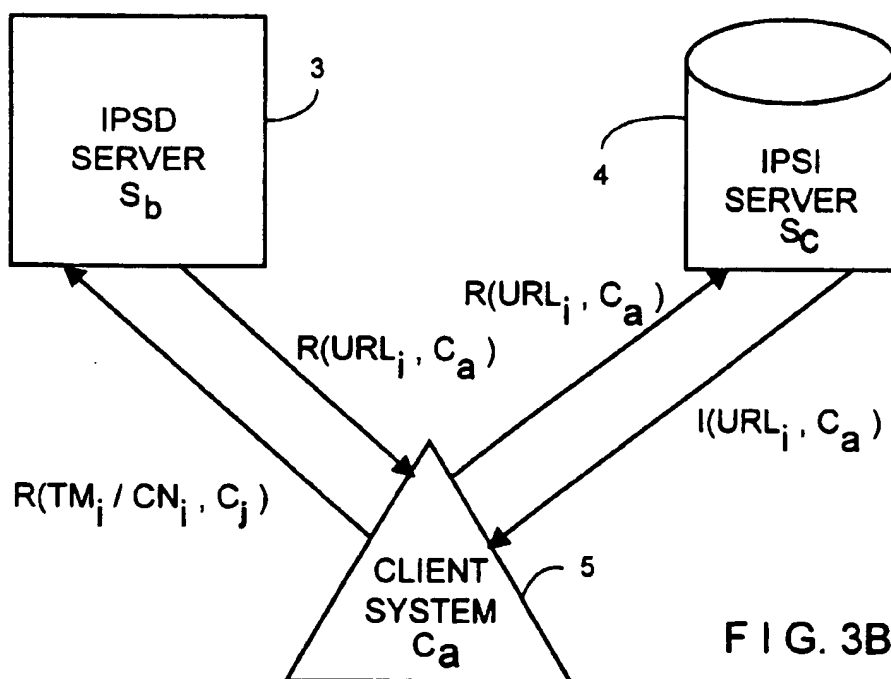 IPSD
SERVER
Sb
3
IPSI
SERVER
Sc
4
R(URLi , Ca)
R(URLi , Ca)
I(URLi , Ca)
R(TMi / CNi , Cj)
CLIENT
SYSTEM
Ca
5
F I G. 3B